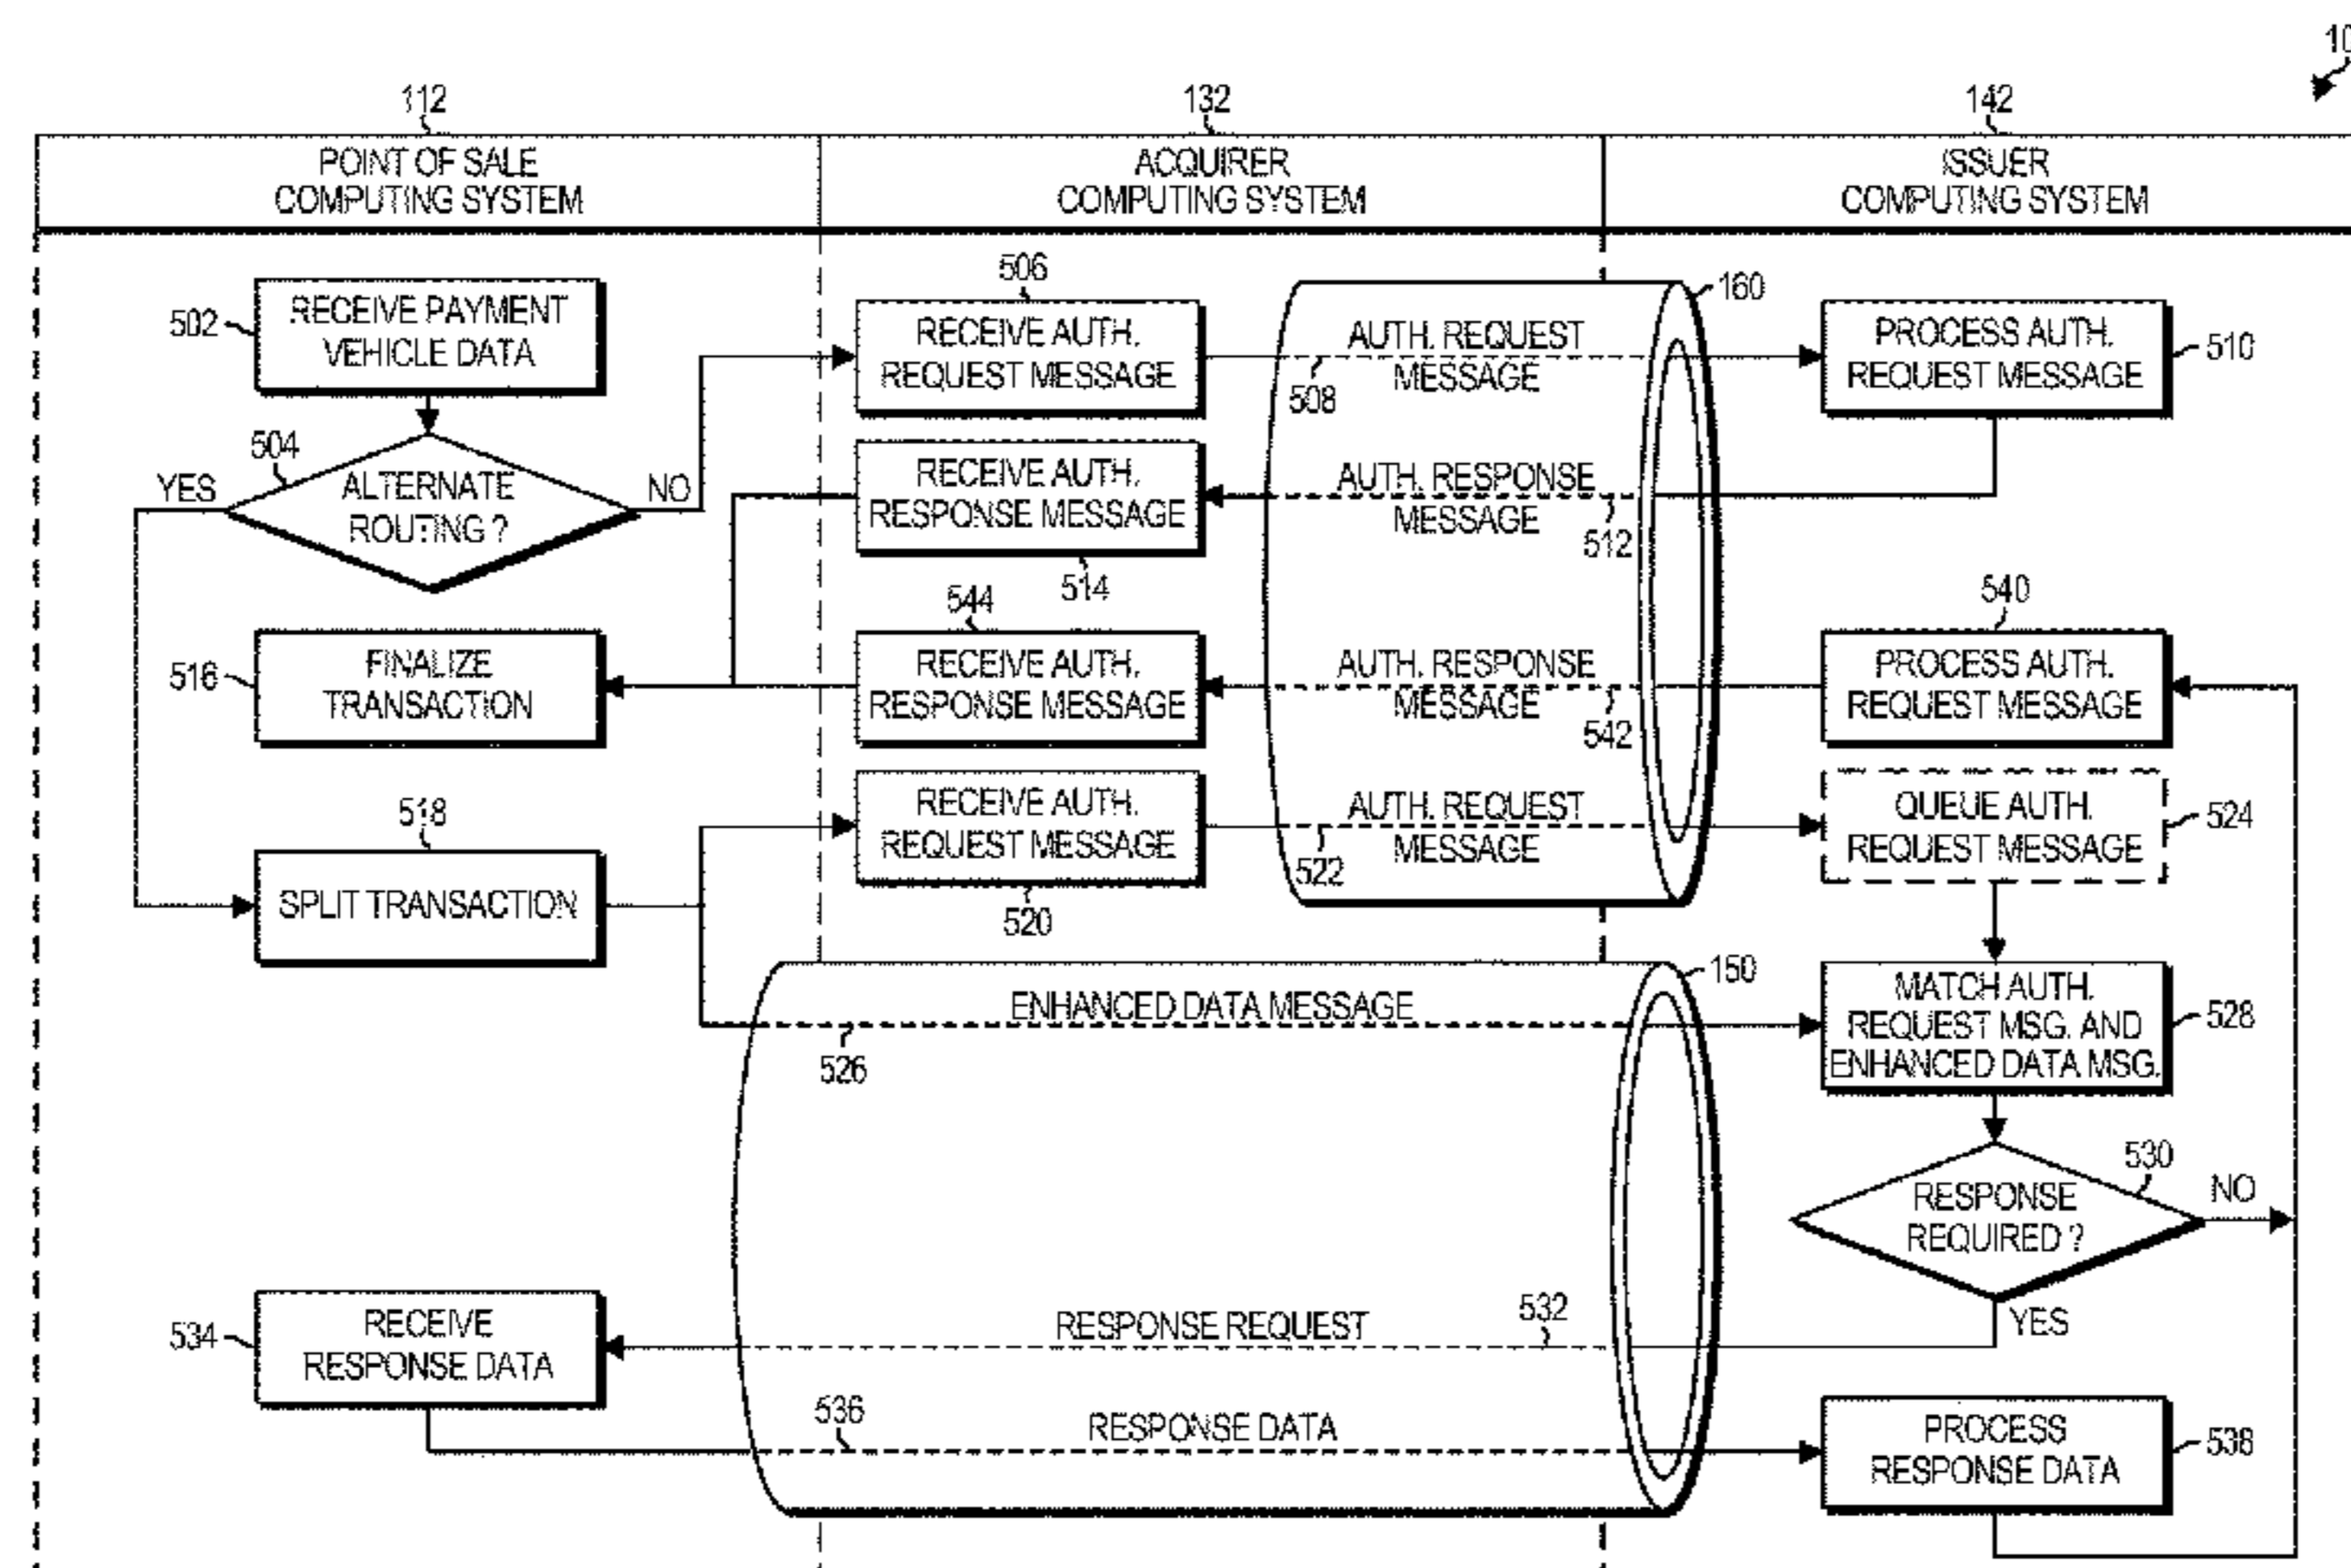 10
112
132
142
POINT OF SALE
COMPUTING SYSTEM
ACQUIRER
COMPUTING SYSTEM
ISSUER
COMPUTING SYSTEM
502
RECEIVE PAYMENT
VEHICLE DATA
504
YES
ALTERNATE
ROUTING ?
NO
506
RECEIVE AUTH.
REQUEST MESSAGE
AUTH. REQUEST
MESSAGE
508
160
PROCESS AUTH.
REQUEST MESSAGE
510
RECEIVE AUTH.
RESPONSE MESSAGE
514
AUTH. RESPONSE
MESSAGE
512
516
FINALIZE
TRANSACTION
544
RECEIVE AUTH.
RESPONSE MESSAGE
AUTH. RESPONSE
MESSAGE
542
540
PROCESS AUTH.
REQUEST MESSAGE
518
SPLIT TRANSACTION
RECEIVE AUTH.
REQUEST MESSAGE
520
AUTH. REQUEST
MESSAGE
522
QUEUE AUTH.
REQUEST MESSAGE
524
150
ENHANCED DATA MESSAGE
526
MATCH AUTH.
REQUEST MSG. AND
ENHANCED DATA MSG.
528
530
RESPONSE
REQUIRED ?
NO
YES
534
RECEIVE
RESPONSE DATA
RESPONSE REQUEST
532
536
RESPONSE DATA
PROCESS
RESPONSE DATA
538